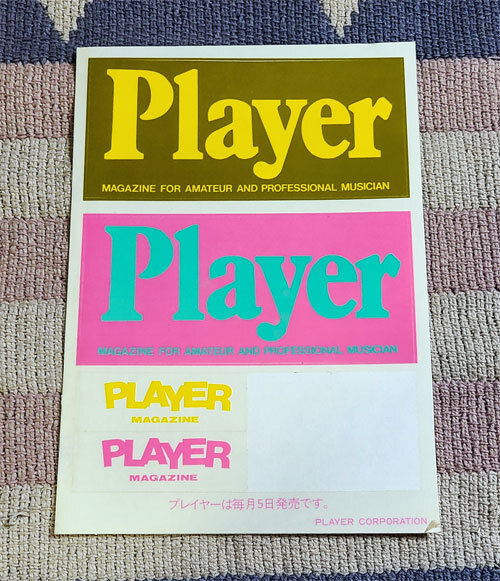 Player
MAGAZINE FOR AMATEUR AND PROFESSIONAL MUSICIAN
Player
MAGAZINE FOR AMATEUR AND PROFESSIONAL MUSICIAN
PLAYER
MAGAZINE
PLAYER
MAGAZINE
プレイヤーは毎月5日発売です。
PLAYER CORPORATION